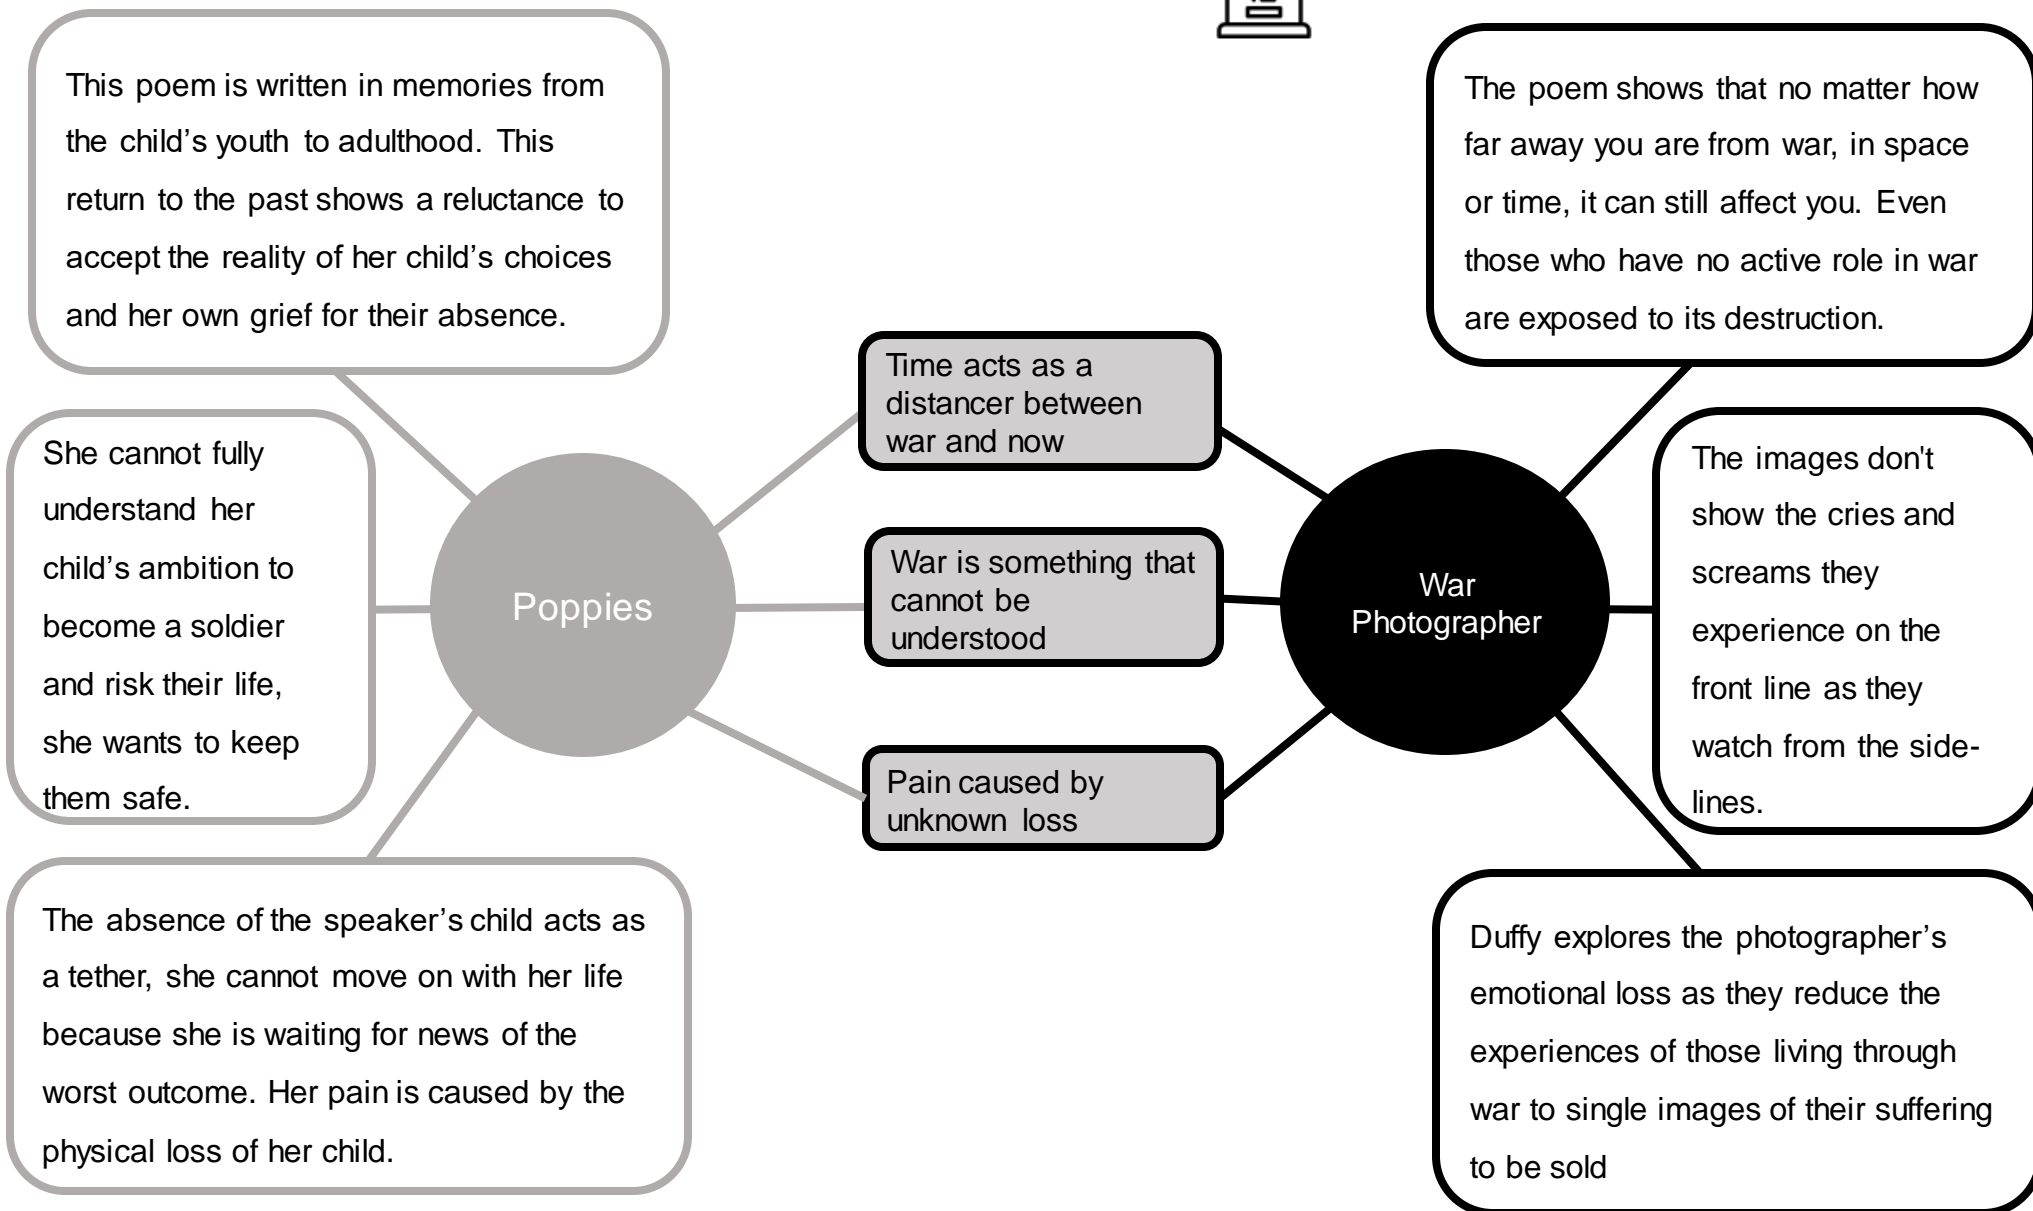 This poem is written in memories from
the child’s youth to adulthood. This
return to the past shows a reluctance to
accept the reality of her child’s choices
and her own grief for their absence.
She cannot fully
understand her
child’s ambition to
become a soldier
and risk their life,
she wants to keep
them safe.
The absence of the speaker’s child acts as
a tether, she cannot move on with her life
because she is waiting for news of the
worst outcome. Her pain is caused by the
physical loss of her child.
Poppies
Time acts as a
distancer between
war and now
War is something that
cannot be
understood
Pain caused by
unknown loss
War
Photographer
The poem shows that no matter how
far away you are from war, in space
or time, it can still affect you. Even
those who have no active role in war
are exposed to its destruction.
The images don't
show the cries and
screams they
experience on the
front line as they
watch from the side-
lines.
Duffy explores the photographer’s
emotional loss as they reduce the
experiences of those living through
war to single images of their suffering
to be sold